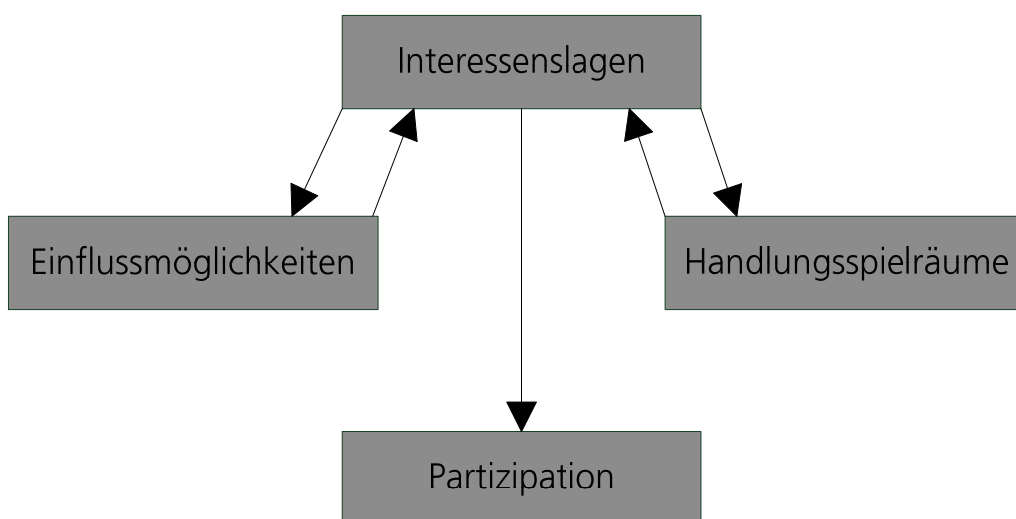 Interessenslagen
Einflussmöglichkeiten
Handlungsspielräume
Partizipation